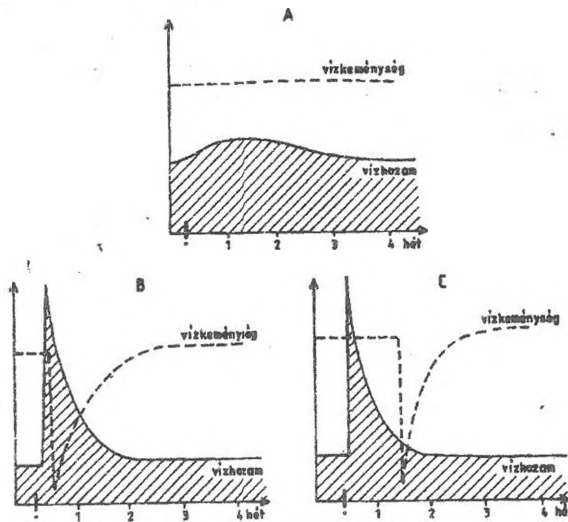 A
vízkeménység
vízhozam
1 2 3 4 hét
B
vízkeménység
vízhozam
1 2 3 4 hét
C
vízkeménység
vízhozam
1 2 3 4 hét